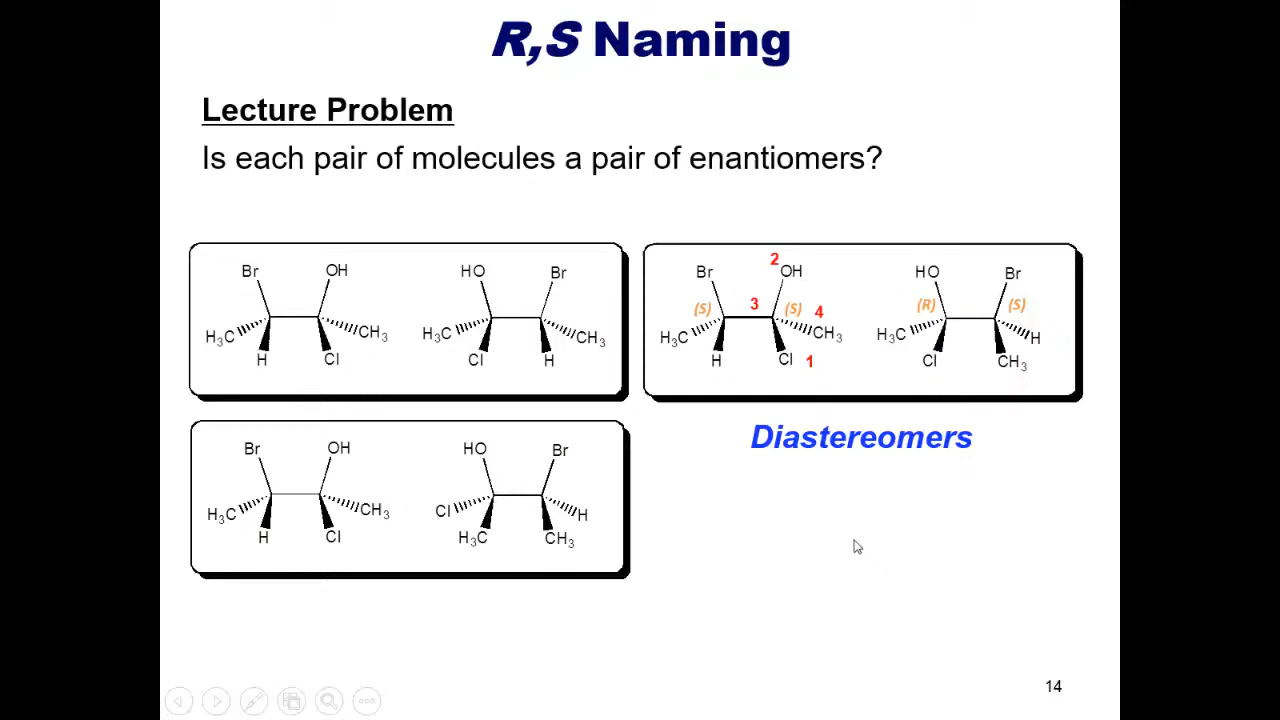 R,S Naming
Lecture Problem
Is each pair of molecules a pair of enantiomers?
Br OH HO Br
H3C CH3 H3C CH3
H Cl Cl H
2
Br OH HO Br
(S) 3 (S) 4 (R) (S)
H3C CH3 H3C H
H Cl 1 Cl CH3
Diastereomers
Br OH HO Br
H3C CH3 Cl H
H Cl H3C CH3
14